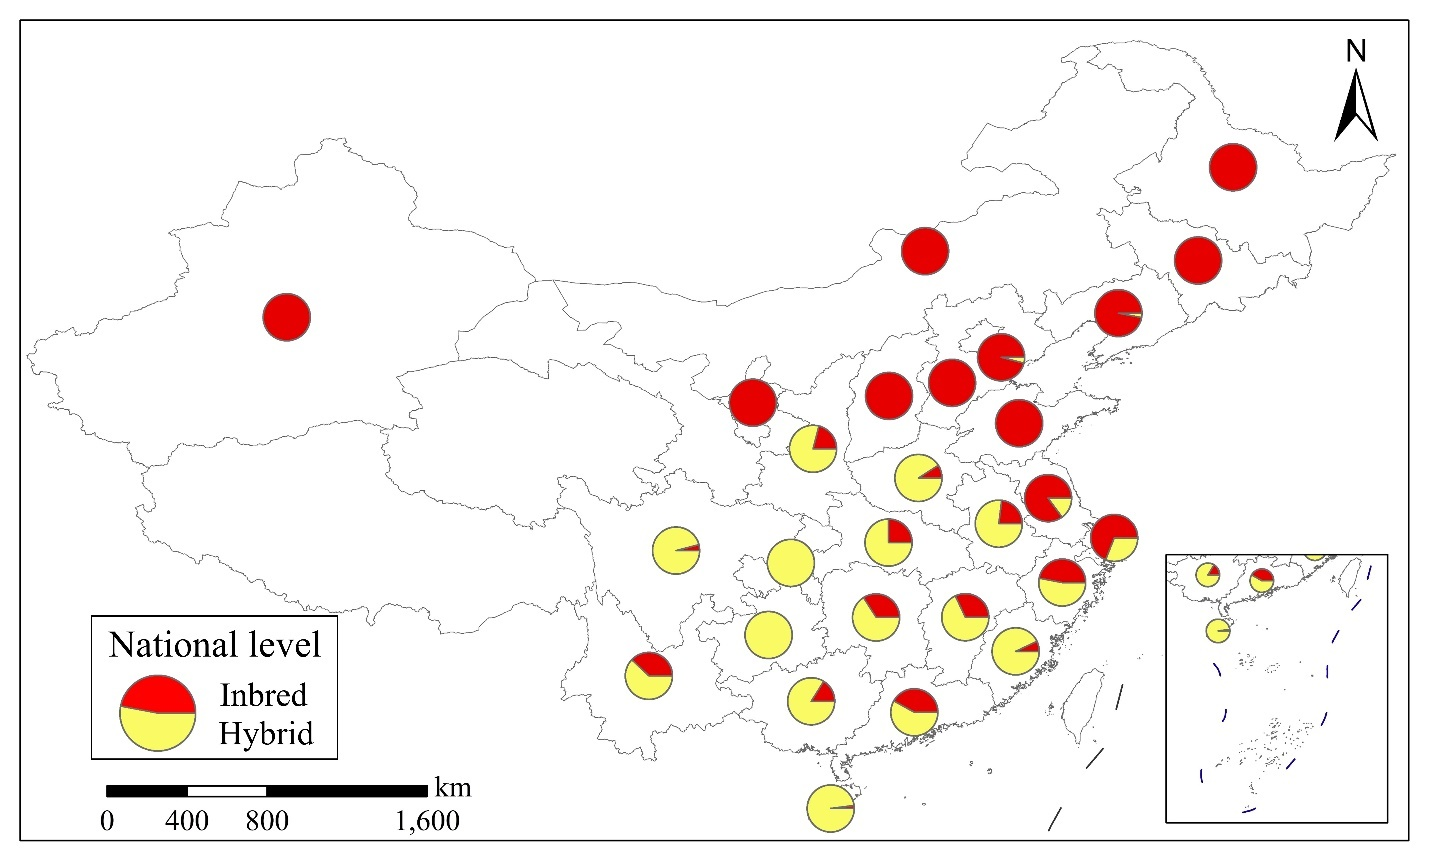 N
National level
Inbred
Hybrid
km
0 400 800 1,600